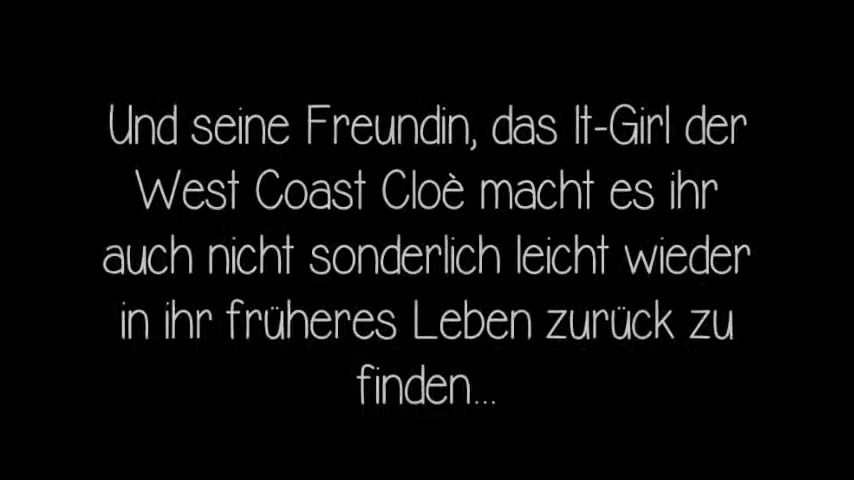 Und seine Freundin, das It-Girl der
West Coast Cloè macht es ihr
auch nicht sonderlich leicht wieder
in ihr früheres Leben zurück zu
finden...